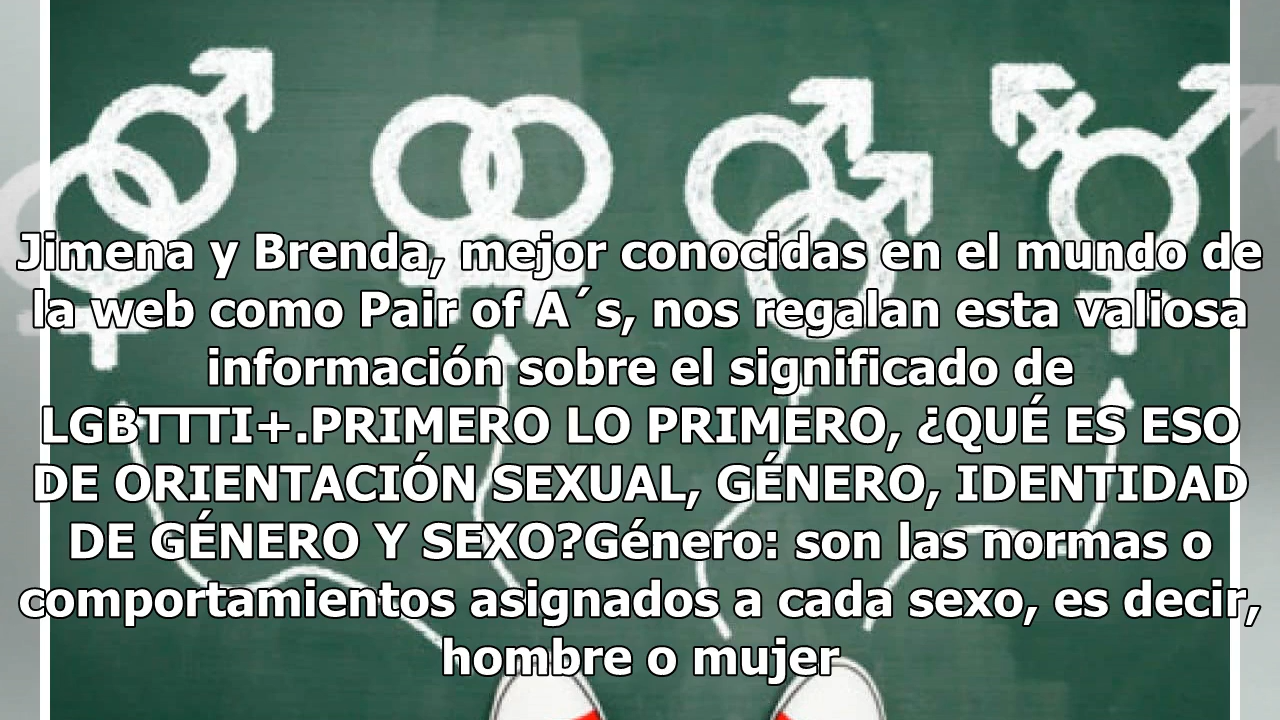 Jimena y Brenda, mejor conocidas en el mundo de
la web como Pair of A´s, nos regalan esta valiosa
información sobre el significado de
LGBTTTI+.PRIMERO LO PRIMERO, ¿QUÉ ES ESO
DE ORIENTACIÓN SEXUAL, GÉNERO, IDENTIDAD
DE GÉNERO Y SEXO?Género: son las normas o
comportamientos asignados a cada sexo, es decir,
hombre o mujer